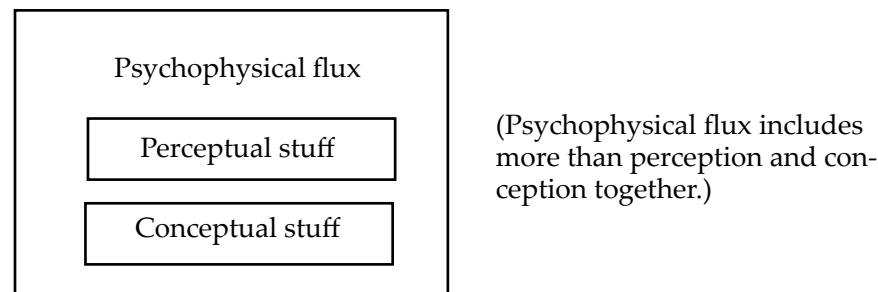 Psychophysical flux
Perceptual stuff
Conceptual stuff
(Psychophysical flux includes
more than perception and con-
ception together.)